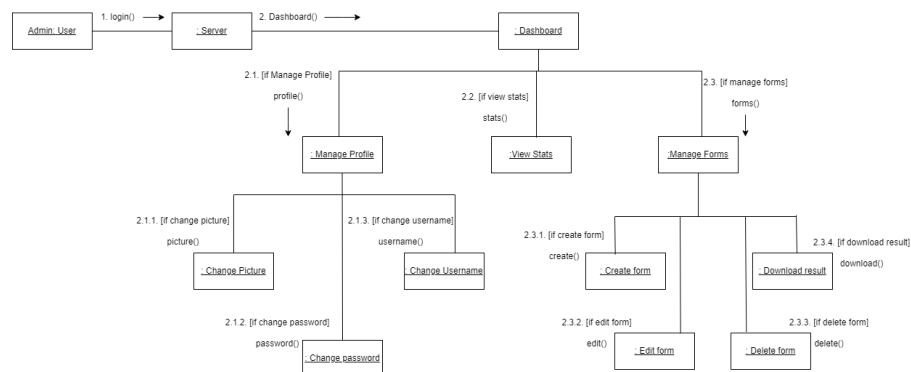 1. login()
2. Dashboard()
Admin: User
: Server
: Dashboard
2.1. [if Manage Profile]
profile()
2.2. [if view stats]
stats()
2.3. [if manage forms]
forms()
: Manage Profile
:View Stats
:Manage Forms
2.1.1. [if change picture]
picture()
2.1.3. [if change username]
username()
2.3.1. [if create form]
create()
2.3.4. [if download result]
download()
: Change Picture
: Change Username
: Create form
: Download result
2.1.2. [if change password]
password()
2.3.2. [if edit form]
edit()
2.3.3. [if delete form]
delete()
: Change password
: Edit form
: Delete form